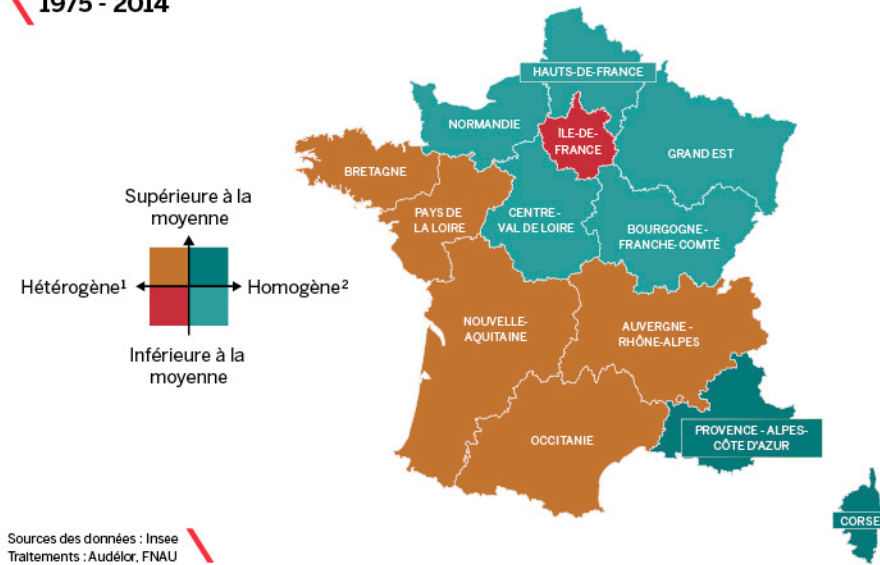 1975 - 2014
HAUTS-DE-FRANCE
NORMANDIE
ÎLE-DE-
FRANCE
GRAND EST
BRETAGNE
PAYS DE
LA LOIRE
CENTRE -
VAL DE LOIRE
BOURGOGNE -
FRANCHE-COMTÉ
Supérieure à la
moyenne
Hétérogène¹
Homogène²
Inférieure à la
moyenne
NOUVELLE-
AQUITAINE
AUVERGNE -
RHÔNE-ALPES
OCCITANIE
PROVENCE - ALPES-
CÔTE D'AZUR
CORSE
Sources des données : Insee
Traitements : Audélor, FNAU